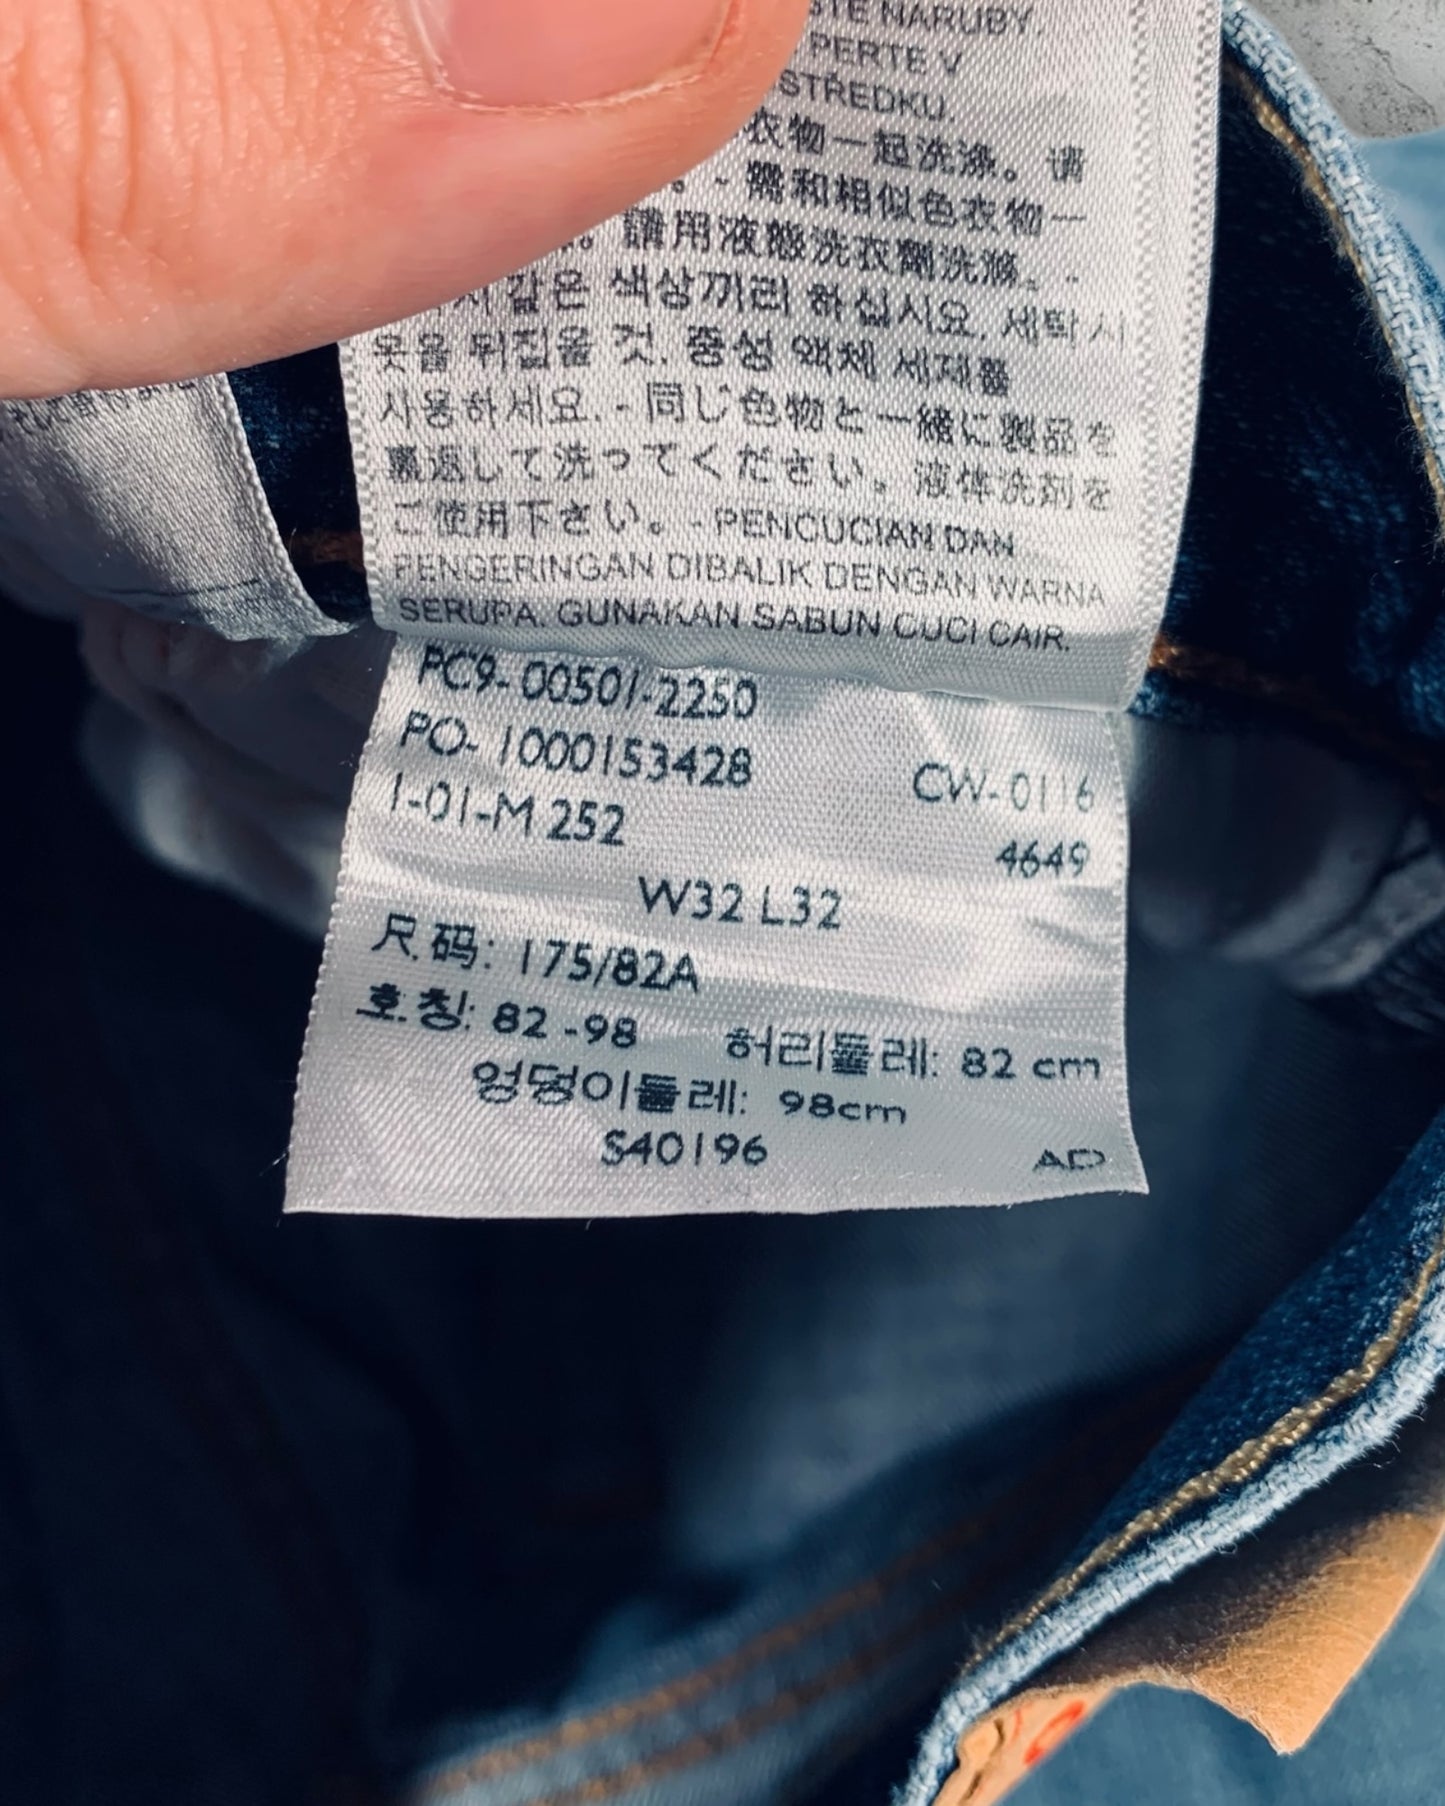 STE NARUBY
PERTE V
STŘEDKU.
衣物一起洗涤。请
。- 需和相似色衣物一
請用液態洗衣劑洗滌。-
같은 색상끼리 하십시요. 세탁시
옷을 뒤집을 것. 중성 액체 세제를
사용하세요. - 同じ色物と一緒に製品を
裏返して洗ってください。液体洗剤を
ご使用下さい。- PENCUCIAN DAN
PENGERINGAN DIBALIK DENGAN WARNA
SERUPA. GUNAKAN SABUN CUCI CAIR.
PC9- 00501-2250
PO- 1000153428 CW- 0116
1-01-M 252 4649
W32 L32
尺码: 175/82A
호칭: 82 -98 허리둘레: 82 cm
엉덩이둘레: 98cm
S40196 AD